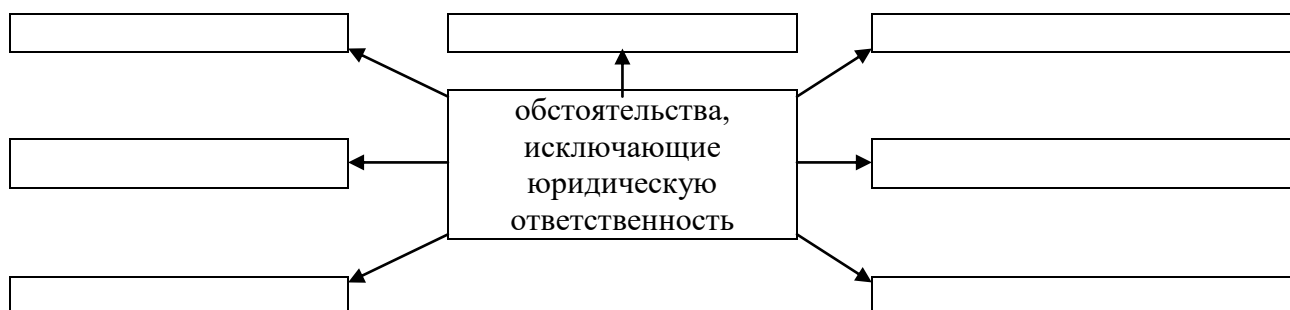 обстоятельства,
исключающие
юридическую
ответственность